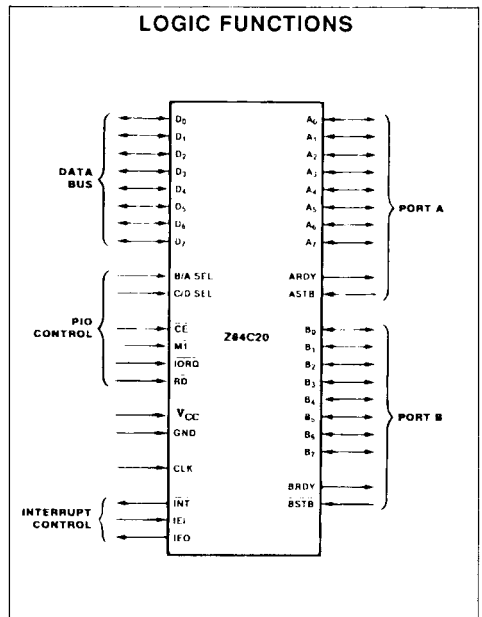 LOGIC FUNCTIONS
DATA BUS
D0
D1
D2
D3
D4
D5
D6
D7
PIO CONTROL
B/A SEL
C/D SEL
CE
M1
IORQ
RD
VCC
GND
CLK
INTERRUPT CONTROL
INT
IEI
IEO
Z84C20
A0
A1
A2
A3
A4
A5
A6
A7
ARDY
ASTB
PORT A
B0
B1
B2
B3
B4
B5
B6
B7
BRDY
BSTB
PORT B